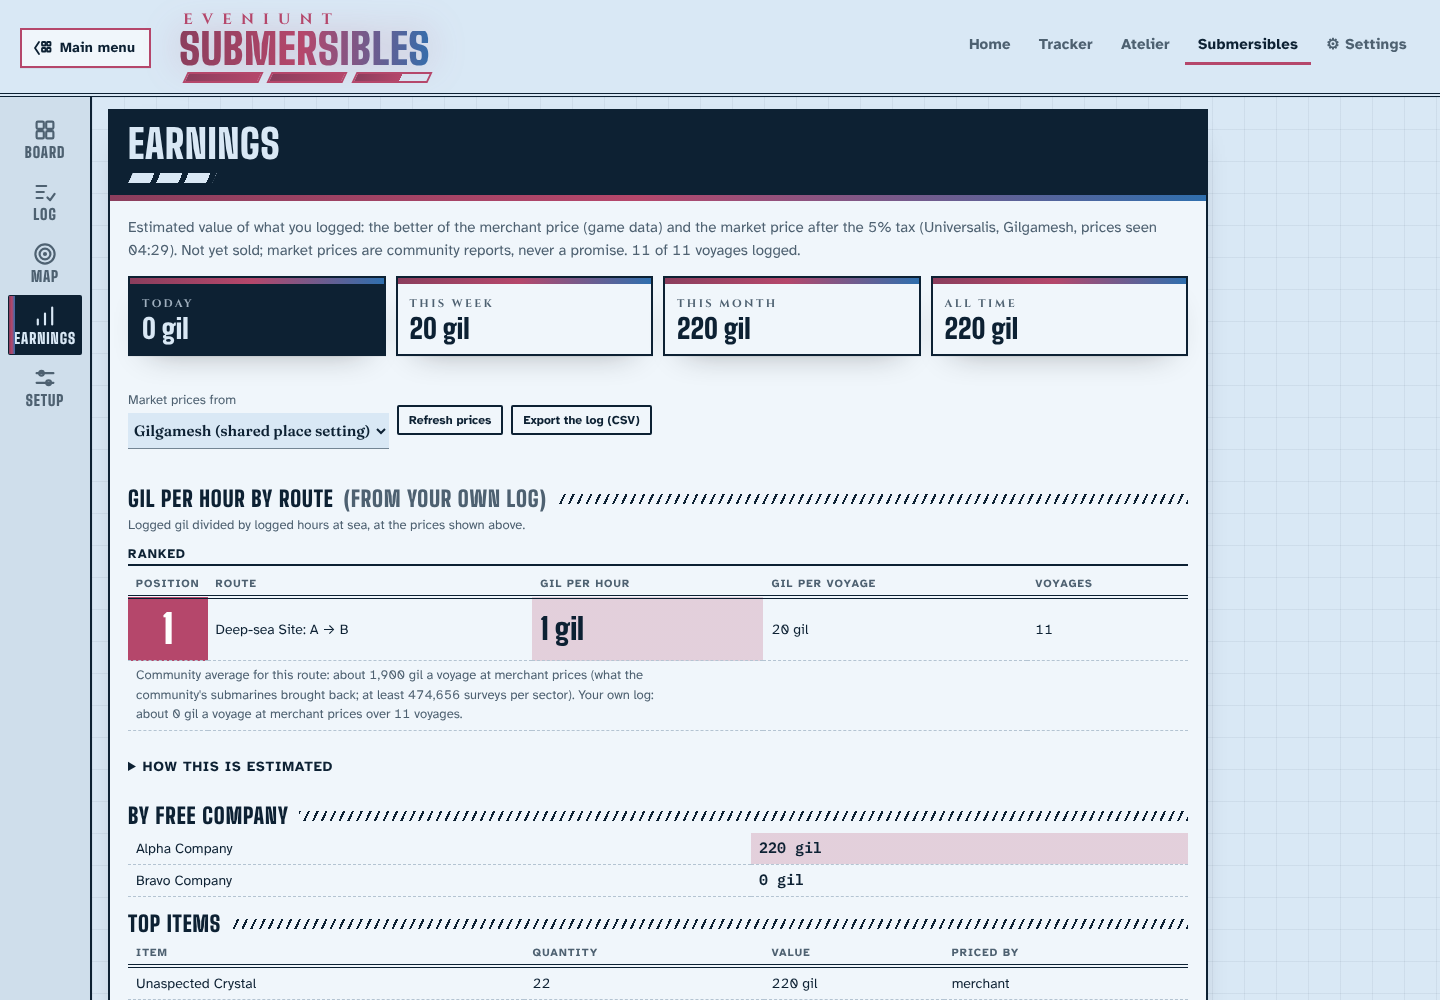 Main menu
EVENIUNT
SUBMERSIBLES
Home
Tracker
Atelier
Submersibles
⚙ Settings
BOARD
LOG
MAP
EARNINGS
SETUP
EARNINGS
Estimated value of what you logged: the better of the merchant price (game data) and the market price after the 5% tax (Universalis, Gilgamesh, prices seen
04:29). Not yet sold; market prices are community reports, never a promise. 11 of 11 voyages logged.
TODAY
0 gil
THIS WEEK
20 gil
THIS MONTH
220 gil
ALL TIME
220 gil
Market prices from
Gilgamesh (shared place setting)
Refresh prices
Export the log (CSV)
GIL PER HOUR BY ROUTE (FROM YOUR OWN LOG)
Logged gil divided by logged hours at sea, at the prices shown above.
RANKED
POSITION ROUTE GIL PER HOUR GIL PER VOYAGE VOYAGES
1 Deep-sea Site: A → B 1 gil 20 gil 11
Community average for this route: about 1,900 gil a voyage at merchant prices (what the
community's submarines brought back; at least 474,656 surveys per sector). Your own log:
about 0 gil a voyage at merchant prices over 11 voyages.
▶ HOW THIS IS ESTIMATED
BY FREE COMPANY
Alpha Company 220 gil
Bravo Company 0 gil
TOP ITEMS
ITEM QUANTITY VALUE PRICED BY
Unaspected Crystal 22 220 gil merchant